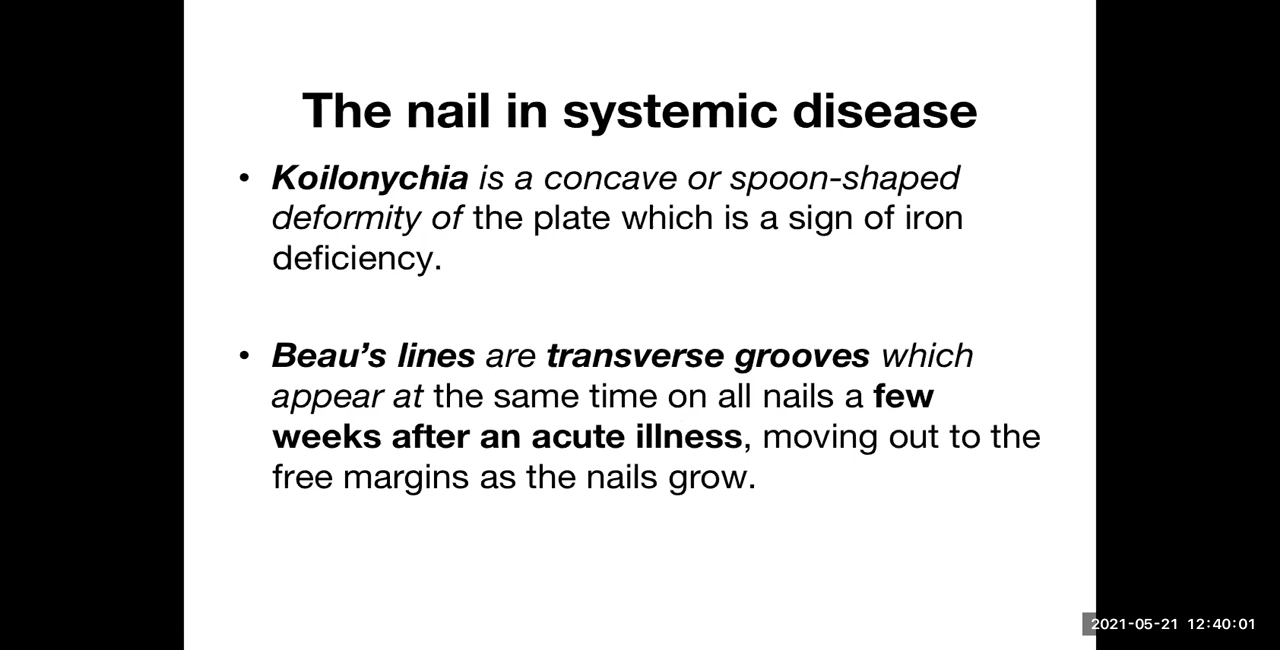 The nail in systemic disease
• Koilonychia is a concave or spoon-shaped
deformity of the plate which is a sign of iron
deficiency.
• Beau’s lines are transverse grooves which
appear at the same time on all nails a few
weeks after an acute illness, moving out to the
free margins as the nails grow.
2021-05-21 12:40:01